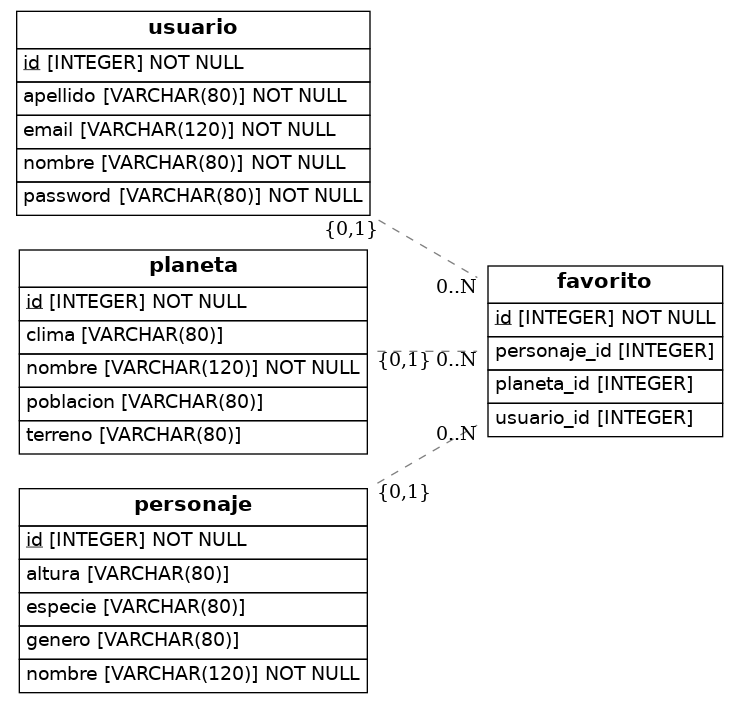 usuario
id [INTEGER] NOT NULL
apellido [VARCHAR(80)] NOT NULL
email [VARCHAR(120)] NOT NULL
nombre [VARCHAR(80)] NOT NULL
password [VARCHAR(80)] NOT NULL
{0,1}
0..N
planeta
id [INTEGER] NOT NULL
clima [VARCHAR(80)]
nombre [VARCHAR(120)] NOT NULL
poblacion [VARCHAR(80)]
terreno [VARCHAR(80)]
{0,1} 0..N
favorito
id [INTEGER] NOT NULL
personaje_id [INTEGER]
planeta_id [INTEGER]
usuario_id [INTEGER]
0..N
{0,1}
personaje
id [INTEGER] NOT NULL
altura [VARCHAR(80)]
especie [VARCHAR(80)]
genero [VARCHAR(80)]
nombre [VARCHAR(120)] NOT NULL